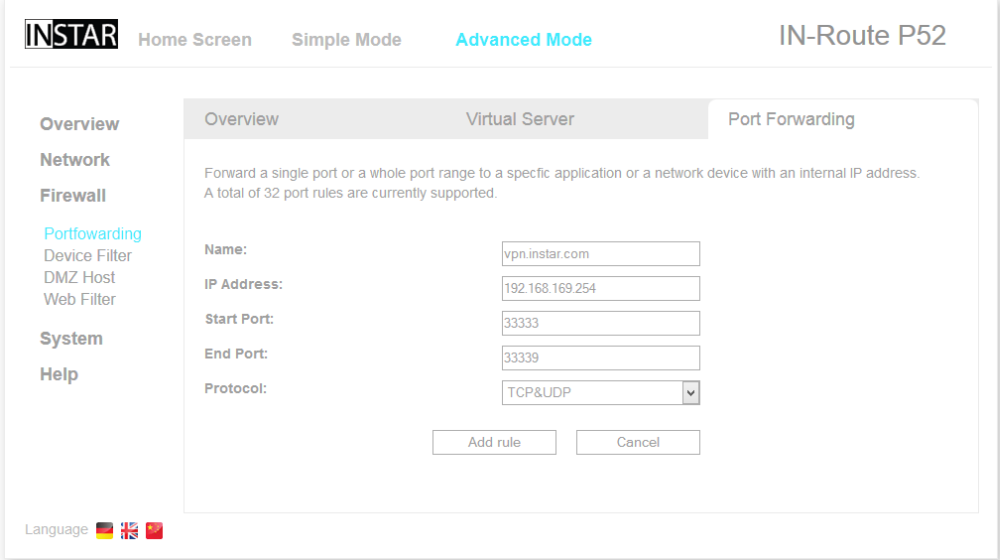 INSTAR Home Screen Simple Mode Advanced Mode IN-Route P52
Overview
Network
Firewall
Portfowarding
Device Filter
DMZ Host
Web Filter
System
Help
Overview Virtual Server Port Forwarding
Forward a single port or a whole port range to a specfic application or a network device with an internal IP address.
A total of 32 port rules are currently supported.
Name: vpn.instar.com
IP Address: 192.168.169.254
Start Port: 33333
End Port: 33339
Protocol: TCP&UDP
Add rule Cancel
Language